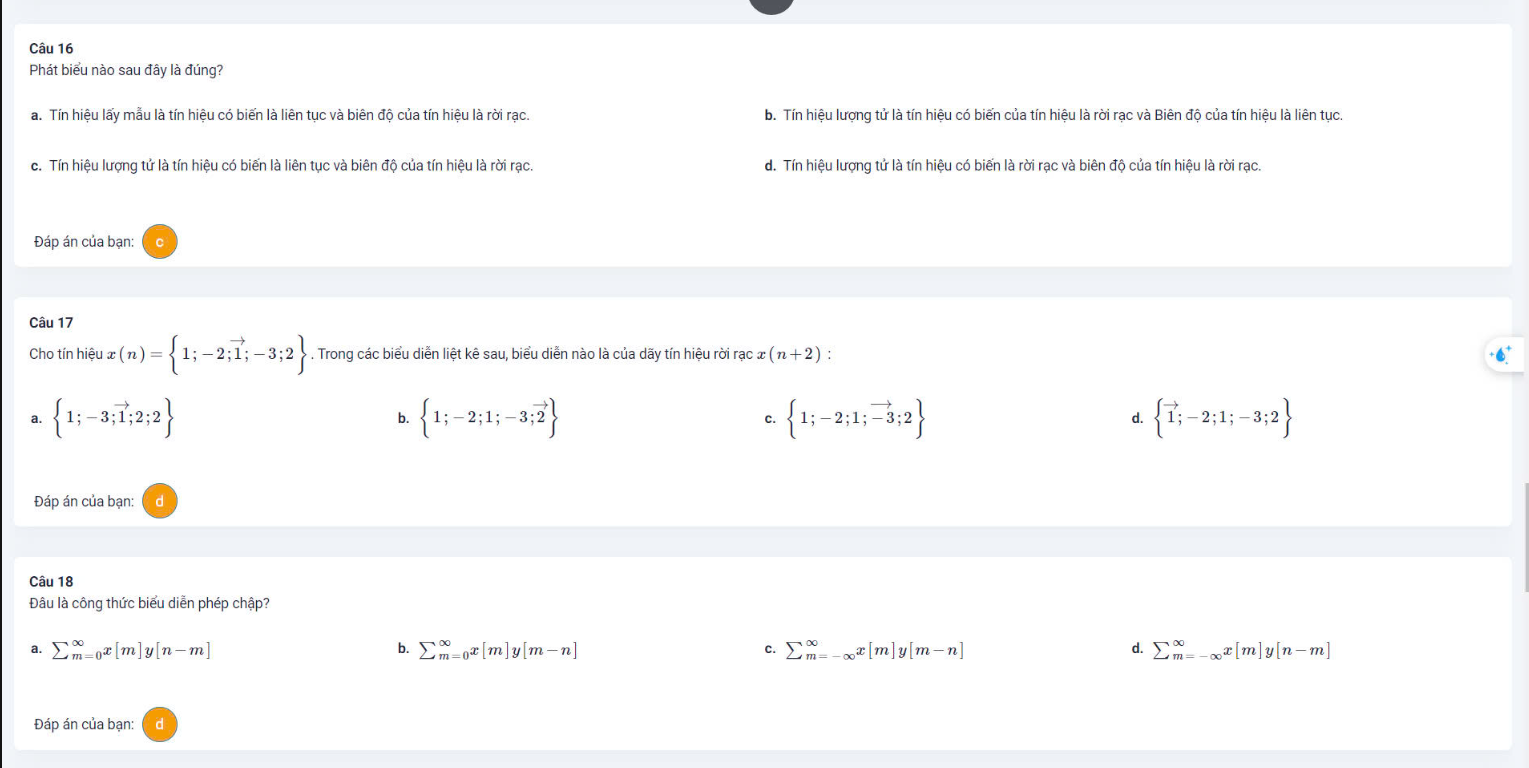 Câu 16
Phát biểu nào sau đây là đúng?
a. Tín hiệu lấy mẫu là tín hiệu có biến là liên tục và biên độ của tín hiệu là rời rạc.
b. Tín hiệu lượng tử là tín hiệu có biến của tín hiệu là rời rạc và Biên độ của tín hiệu là liên tục.
c. Tín hiệu lượng tử là tín hiệu có biến là liên tục và biên độ của tín hiệu là rời rạc.
d. Tín hiệu lượng tử là tín hiệu có biến là rời rạc và biên độ của tín hiệu là rời rạc.
Đáp án của bạn: c
Câu 17
Cho tín hiệu $x(n)=\left\{1;-2;\overrightarrow{1};-3;2\right\}$. Trong các biểu diễn liệt kê sau, biểu diễn nào là của dãy tín hiệu rời rạc $x(n+2)$ :
a. $\left\{1;-3;\overrightarrow{1};2;2\right\}$
b. $\left\{1;-2;1;-3;\overrightarrow{2}\right\}$
c. $\left\{1;-2;1;\overrightarrow{-3};2\right\}$
d. $\left\{\overrightarrow{1};-2;1;-3;2\right\}$
Đáp án của bạn: d
Câu 18
Đâu là công thức biểu diễn phép chập?
a. $\sum_{m=0}^{\infty}x[m]y[n-m]$
b. $\sum_{m=0}^{\infty}x[m]y[m-n]$
c. $\sum_{m=-\infty}^{\infty}x[m]y[m-n]$
d. $\sum_{m=-\infty}^{\infty}x[m]y[n-m]$
Đáp án của bạn: d